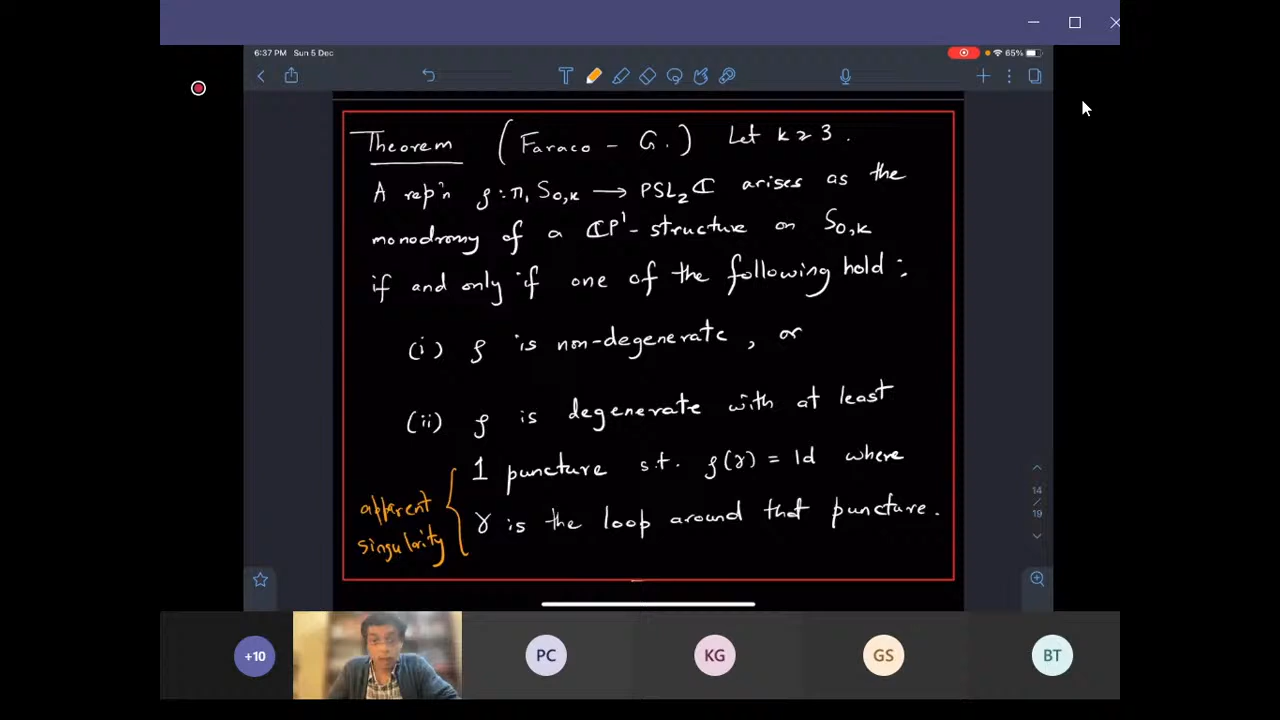 6:37 PM Sun 5 Dec
65%
Theorem (Faraco - G.) Let k ≥ 3.
A rep'n ρ : π₁ S₀,ₖ → PSL₂ℂ arises as the
monodromy of a ℂP¹-structure on S₀,ₖ
if and only if one of the following hold:
(i) ρ is non-degenerate, or
(ii) ρ is degenerate with at least
1 puncture s.t. ρ(γ) = Id where
γ is the loop around that puncture.
apparent
singularity
14
/
19
+10
PC
KG
GS
BT